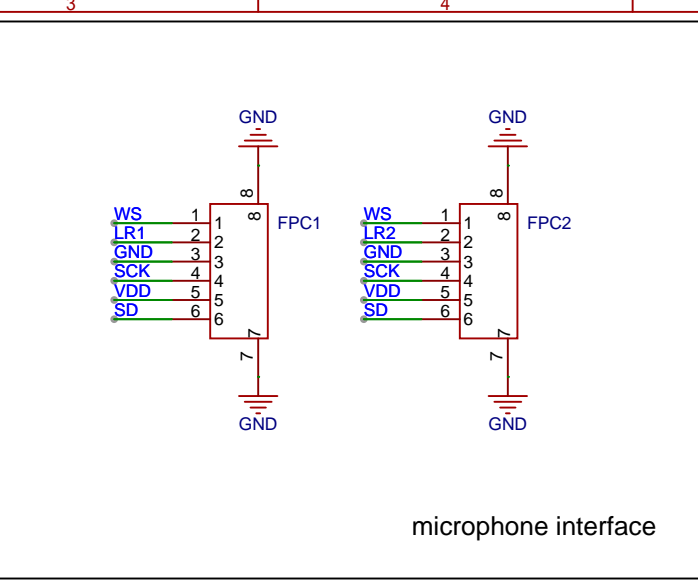 3 4
GND GND
8 8
8 8
WS 1 1 FPC1 WS 1 1 FPC2
LR1 2 2 LR2 2 2
GND 3 3 GND 3 3
SCK 4 4 SCK 4 4
VDD 5 5 VDD 5 5
SD 6 6 SD 6 6
7 7
7 7
GND GND
microphone interface